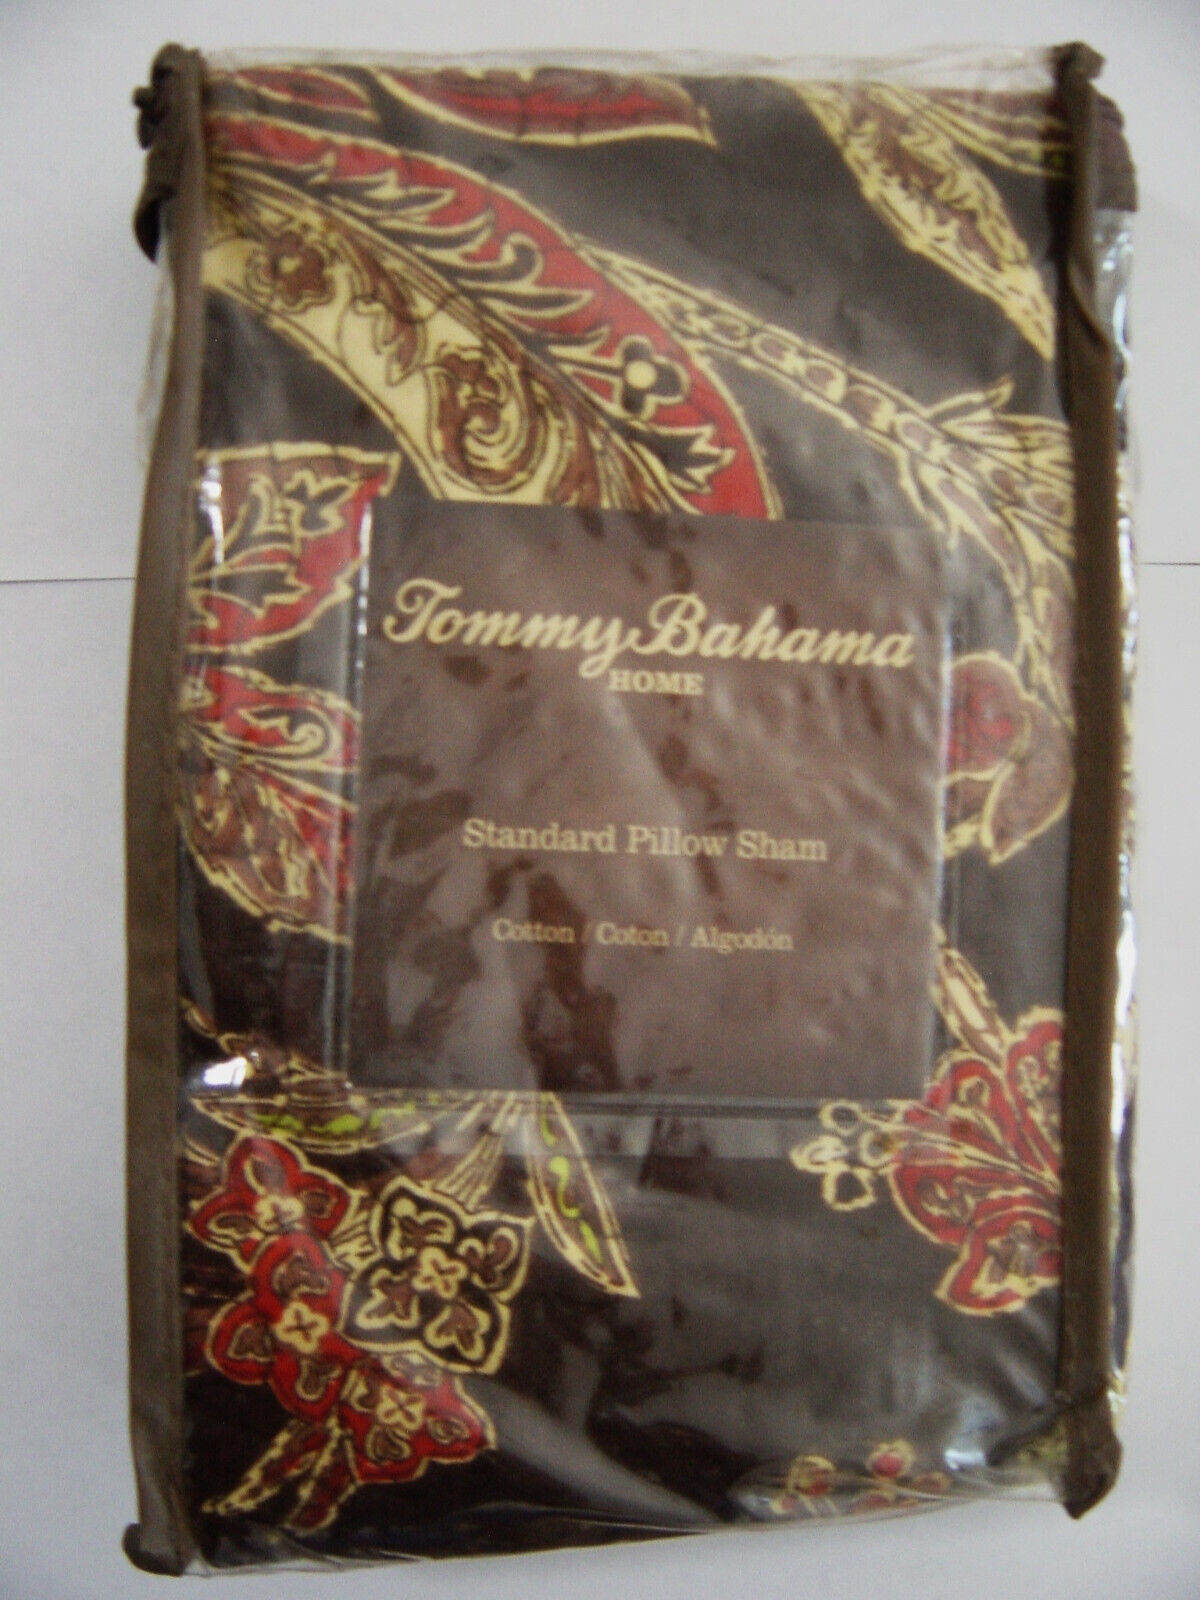 Tommy Bahama
HOME
Standard Pillow Sham
Cotton / Coton / Algodón